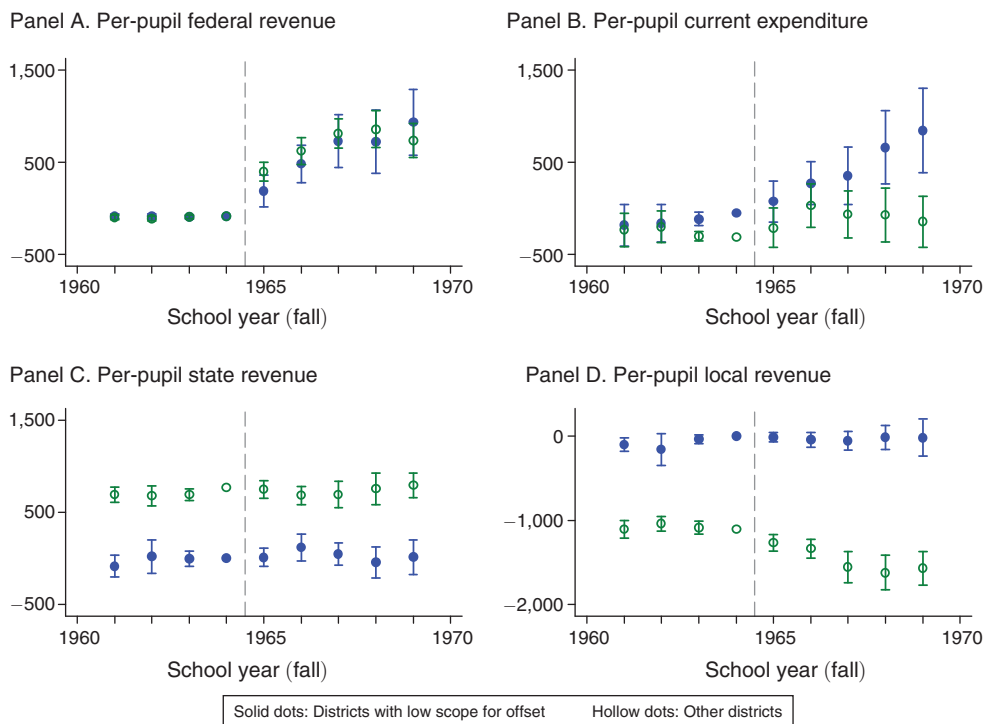 Panel A. Per-pupil federal revenue
1,500
500
−500
1960
1965
1970
School year (fall)
Panel B. Per-pupil current expenditure
1,500
500
−500
1960
1965
1970
School year (fall)
Panel C. Per-pupil state revenue
1,500
500
−500
1960
1965
1970
School year (fall)
Panel D. Per-pupil local revenue
0
−1,000
−2,000
1960
1965
1970
School year (fall)
Solid dots: Districts with low scope for offset Hollow dots: Other districts